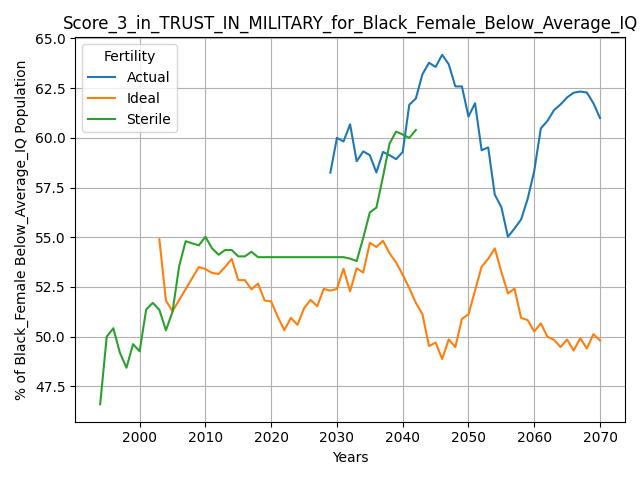 Score_3_in_TRUST_IN_MILITARY_for_Black_Female_Below_Average_IQ
% of Black_Female Below_Average_IQ Population
65.0
62.5
60.0
57.5
55.0
52.5
50.0
47.5
Fertility
Actual
Ideal
Sterile
2000 2010 2020 2030 2040 2050 2060 2070
Years